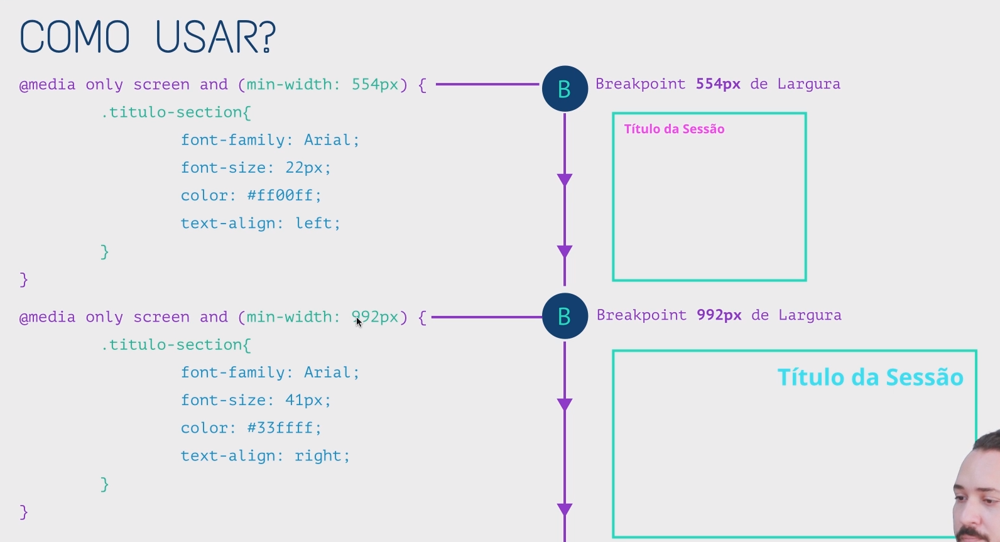 COMO USAR?
@media only screen and (min-width: 554px) {
B
Breakpoint 554px de Largura
.titulo-section{
font-family: Arial;
font-size: 22px;
color: #ff00ff;
text-align: left;
}
}
Título da Sessão
@media only screen and (min-width: 992px) {
B
Breakpoint 992px de Largura
.titulo-section{
font-family: Arial;
font-size: 41px;
color: #33ffff;
text-align: right;
}
}
Título da Sessão